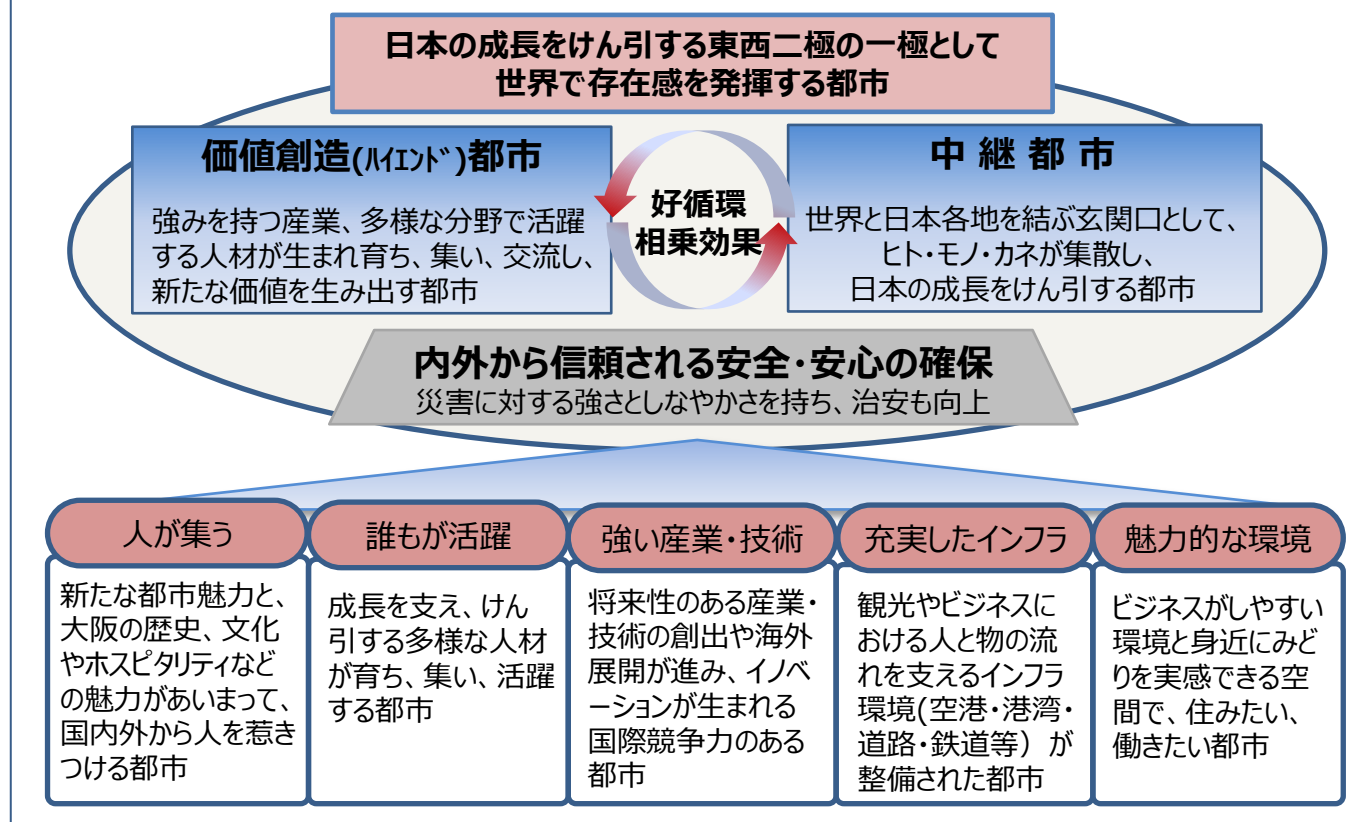 日本の成長をけん引する東西二極の一極として
世界で存在感を発揮する都市
価値創造(ﾊｲｴﾝﾄﾞ)都市
強みを持つ産業、多様な分野で活躍
する人材が生まれ育ち、集い、交流し、
新たな価値を生み出す都市
好循環
相乗効果
中 継 都 市
世界と日本各地を結ぶ玄関口として、
ヒト・モノ・カネが集散し、
日本の成長をけん引する都市
内外から信頼される安全・安心の確保
災害に対する強さとしなやかさを持ち、治安も向上
人が集う
新たな都市魅力と、
大阪の歴史、文化
やホスピタリティなど
の魅力があいまって、
国内外から人を惹き
つける都市
誰もが活躍
成長を支え、けん
引する多様な人材
が育ち、集い、活躍
する都市
強い産業・技術
将来性のある産業・
技術の創出や海外
展開が進み、イノベ
ーションが生まれる
国際競争力のある
都市
充実したインフラ
観光やビジネスに
おける人と物の流
れを支えるインフラ
環境(空港・港湾・
道路・鉄道等）が
整備された都市
魅力的な環境
ビジネスがしやすい
環境と身近にみど
りを実感できる空
間で、住みたい、
働きたい都市